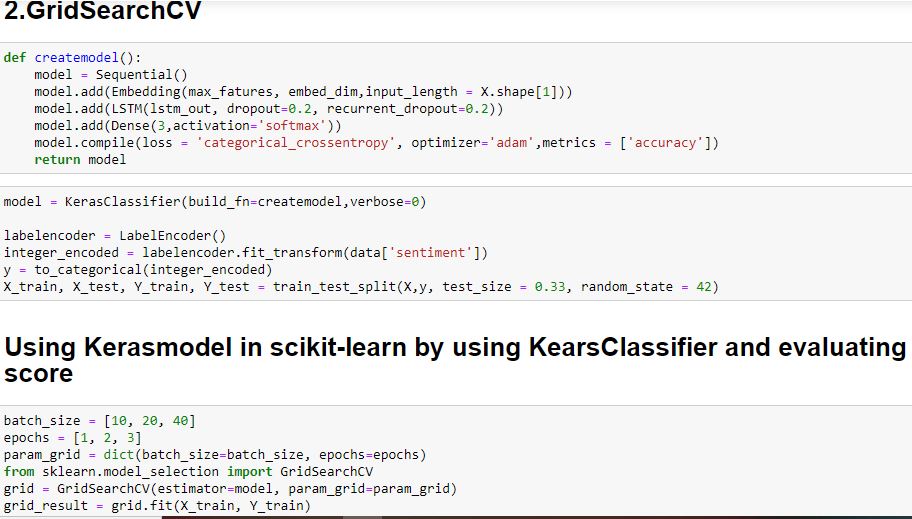 2.GridSearchCV
def createmodel():
    model = Sequential()
    model.add(Embedding(max_fatures, embed_dim,input_length = X.shape[1]))
    model.add(LSTM(lstm_out, dropout=0.2, recurrent_dropout=0.2))
    model.add(Dense(3,activation='softmax'))
    model.compile(loss = 'categorical_crossentropy', optimizer='adam',metrics = ['accuracy'])
    return model
model = KerasClassifier(build_fn=createmodel,verbose=0)
labelencoder = LabelEncoder()
integer_encoded = labelencoder.fit_transform(data['sentiment'])
y = to_categorical(integer_encoded)
X_train, X_test, Y_train, Y_test = train_test_split(X,y, test_size = 0.33, random_state = 42)
Using Kerasmodel in scikit-learn by using KearsClassifier and evaluating
score
batch_size = [10, 20, 40]
epochs = [1, 2, 3]
param_grid = dict(batch_size=batch_size, epochs=epochs)
from sklearn.model_selection import GridSearchCV
grid = GridSearchCV(estimator=model, param_grid=param_grid)
grid_result = grid.fit(X_train, Y_train)